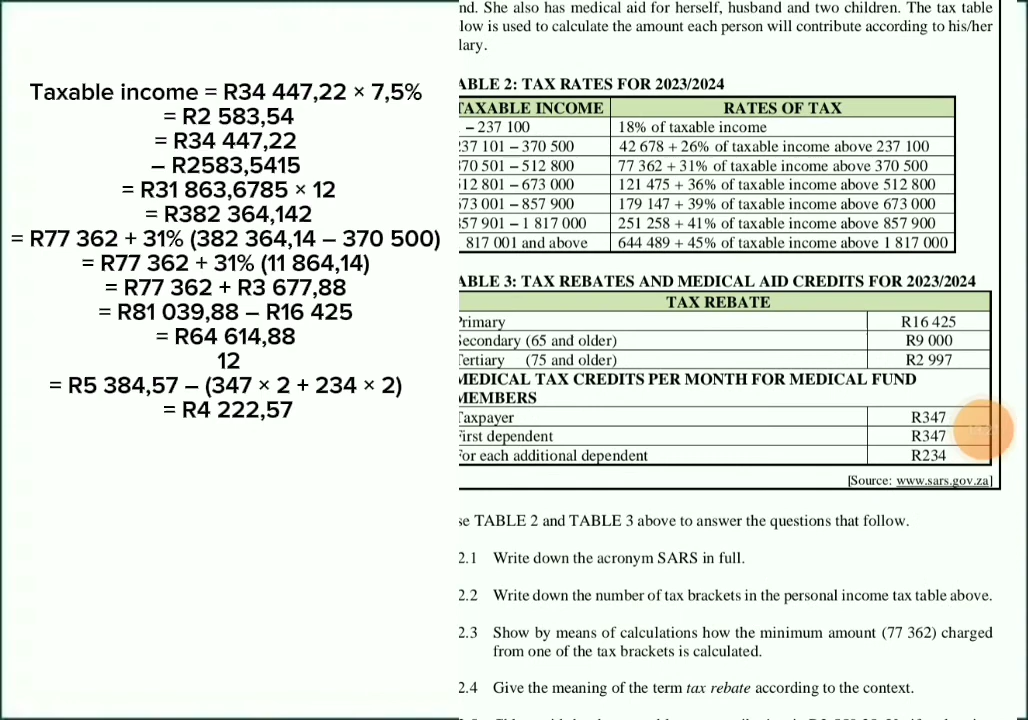 Taxable income = R34 447,22 × 7,5%
= R2 583,54
= R34 447,22
– R2583,5415
= R31 863,6785 × 12
= R382 364,142
= R77 362 + 31% (382 364,14 – 370 500)
= R77 362 + 31% (11 864,14)
= R77 362 + R3 677,88
= R81 039,88 – R16 425
= R64 614,88
12
= R5 384,57 – (347 × 2 + 234 × 2)
= R4 222,57
nd. She also has medical aid for herself, husband and two children. The tax table
low is used to calculate the amount each person will contribute according to his/her
lary.
ABLE 2: TAX RATES FOR 2023/2024
TAXABLE INCOME RATES OF TAX
– 237 100 18% of taxable income
37 101 – 370 500 42 678 + 26% of taxable income above 237 100
70 501 – 512 800 77 362 + 31% of taxable income above 370 500
12 801 – 673 000 121 475 + 36% of taxable income above 512 800
73 001 – 857 900 179 147 + 39% of taxable income above 673 000
57 901 – 1 817 000 251 258 + 41% of taxable income above 857 900
817 001 and above 644 489 + 45% of taxable income above 1 817 000
ABLE 3: TAX REBATES AND MEDICAL AID CREDITS FOR 2023/2024
TAX REBATE
Primary R16 425
Secondary (65 and older) R9 000
Tertiary (75 and older) R2 997
MEDICAL TAX CREDITS PER MONTH FOR MEDICAL FUND
MEMBERS
Taxpayer R347
First dependent R347
For each additional dependent R234
[Source: www.sars.gov.za]
se TABLE 2 and TABLE 3 above to answer the questions that follow.
2.1 Write down the acronym SARS in full.
2.2 Write down the number of tax brackets in the personal income tax table above.
2.3 Show by means of calculations how the minimum amount (77 362) charged
from one of the tax brackets is calculated.
2.4 Give the meaning of the term tax rebate according to the context.